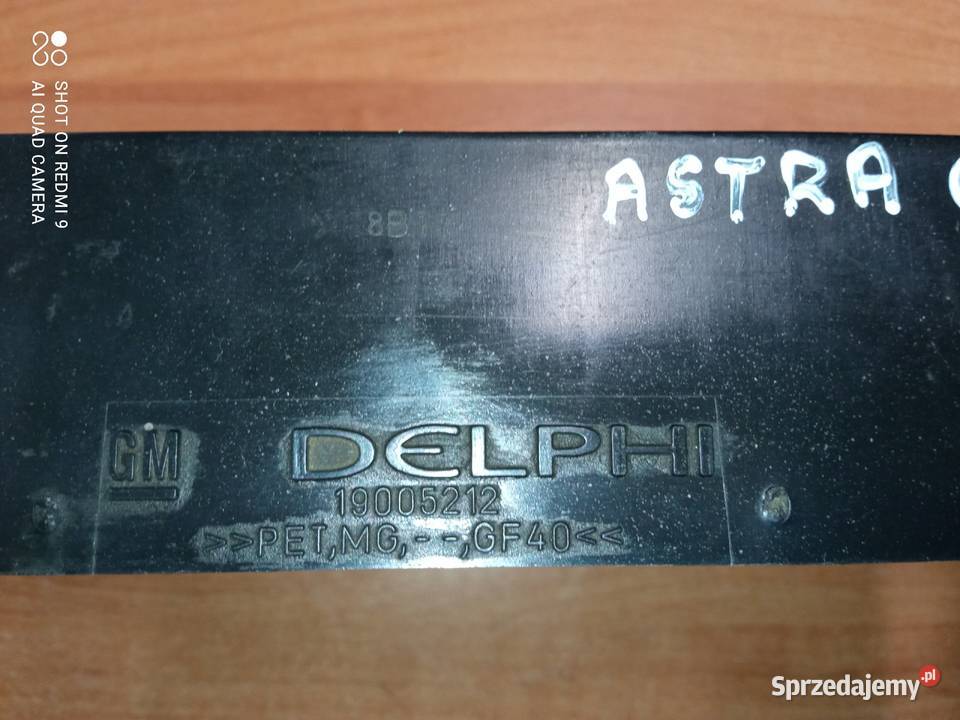 SHOT ON REDMI 9
AI QUAD CAMERA
ASTRA
8B
GM DELPHI
19005212
>>PET,MG,--,GF40<<
Sprzedajemy.pl